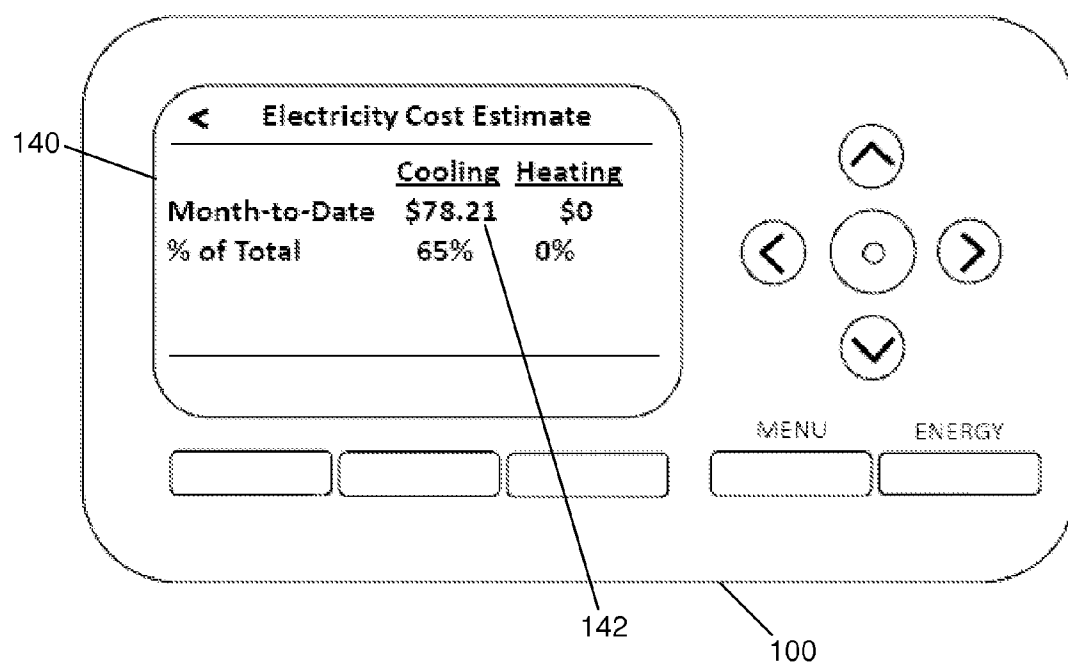 < Electricity Cost Estimate
140
Cooling Heating
Month-to-Date $78.21 $0
% of Total 65% 0%
MENU ENERGY
142
100